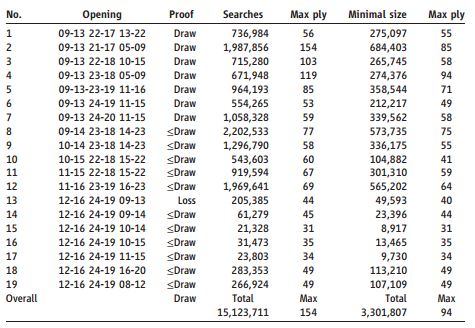 No. Opening Proof Searches Max ply Minimal size Max ply
1 09-13 22-17 13-22 Draw 736,984 56 275,097 55
2 09-13 21-17 05-09 Draw 1,987,856 154 684,403 85
3 09-13 22-18 10-15 Draw 715,280 103 265,745 58
4 09-13 23-18 05-09 Draw 671,948 119 274,376 94
5 09-13-23-19 11-16 Draw 964,193 85 358,544 71
6 09-13 24-19 11-15 Draw 554,265 53 212,217 49
7 09-13 24-20 11-15 Draw 1,058,328 59 339,562 58
8 09-14 23-18 14-23 ≤Draw 2,202,533 77 573,735 75
9 10-14 23-18 14-23 ≤Draw 1,296,790 58 336,175 55
10 10-15 22-18 15-22 ≤Draw 543,603 60 104,882 41
11 11-15 22-18 15-22 ≤Draw 919,594 67 301,310 59
12 11-16 23-19 16-23 ≤Draw 1,969,641 69 565,202 64
13 12-16 24-19 09-13 Loss 205,385 44 49,593 40
14 12-16 24-19 09-14 ≤Draw 61,279 45 23,396 44
15 12-16 24-19 10-14 ≤Draw 21,328 31 8,917 31
16 12-16 24-19 10-15 ≤Draw 31,473 35 13,465 35
17 12-16 24-19 11-15 ≤Draw 23,803 34 9,730 34
18 12-16 24-19 16-20 ≤Draw 283,353 49 113,210 49
19 12-16 24-19 08-12 ≤Draw 266,924 49 107,109 49
Overall Draw Total Max Total Max
15,123,711 154 3,301,807 94